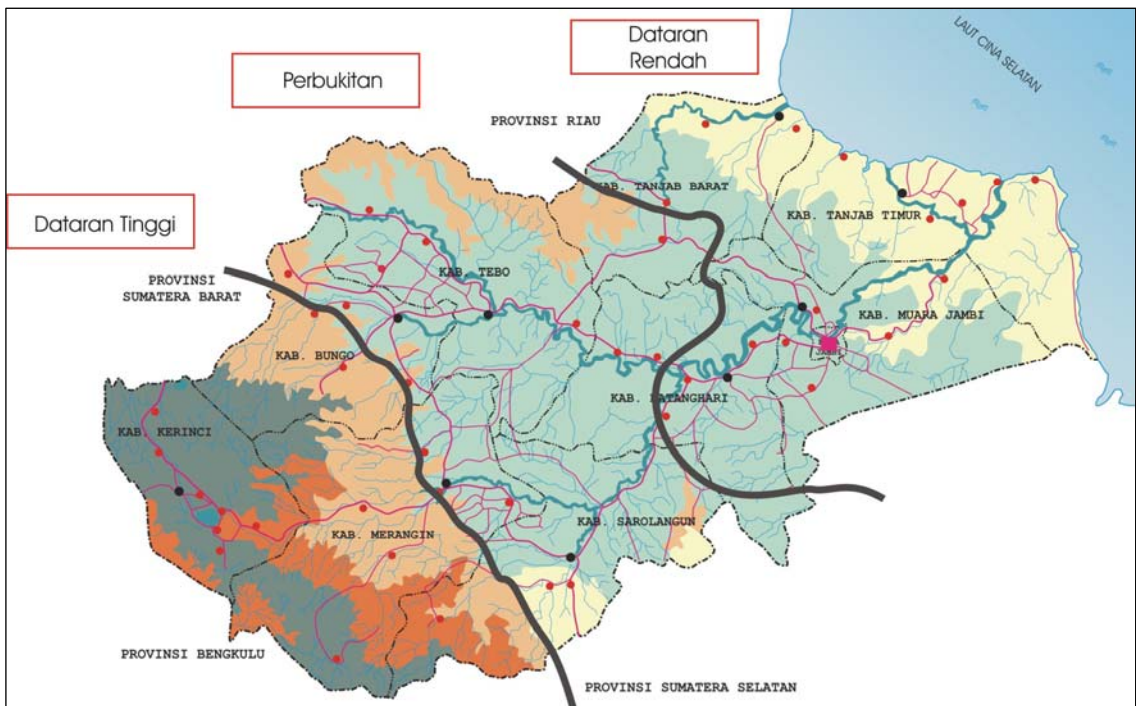 Dataran
Rendah
LAUT CINA SELATAN
Perbukitan
PROVINSI RIAU
KAB. TANJAB BARAT
Dataran Tinggi
KAB. TANJAB TIMUR
PROVINSI
SUMATERA BARAT
KAB. TEBO
KAB. MUARA JAMBI
KAB. BUNGO
JAMBI
KAB. BATANGHARI
KAB. KERINCI
KAB. SAROLANGUN
KAB. MERANGIN
PROVINSI BENGKULU
PROVINSI SUMATERA SELATAN